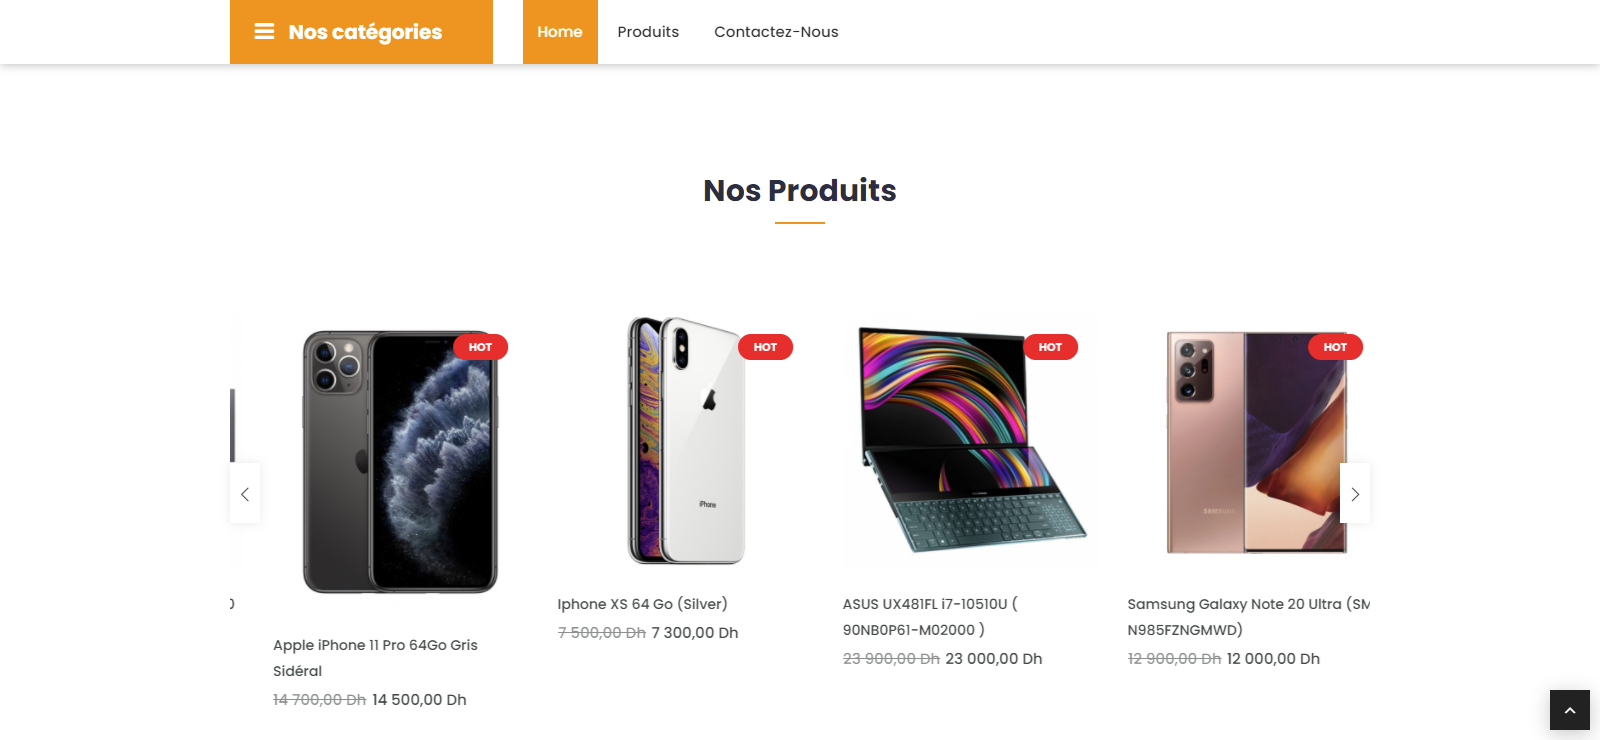 Nos catégories
Home
Produits
Contactez-Nous
Nos Produits
HOT
HOT
HOT
HOT
iPhone
SAMSUNG
Apple iPhone 11 Pro 64Go Gris
Sidéral
14 700,00 Dh 14 500,00 Dh
Iphone XS 64 Go (Silver)
7 500,00 Dh 7 300,00 Dh
ASUS UX481FL i7-10510U (
90NB0P61-M02000 )
23 900,00 Dh 23 000,00 Dh
Samsung Galaxy Note 20 Ultra (SM
N985FZNGMWD)
12 900,00 Dh 12 000,00 Dh